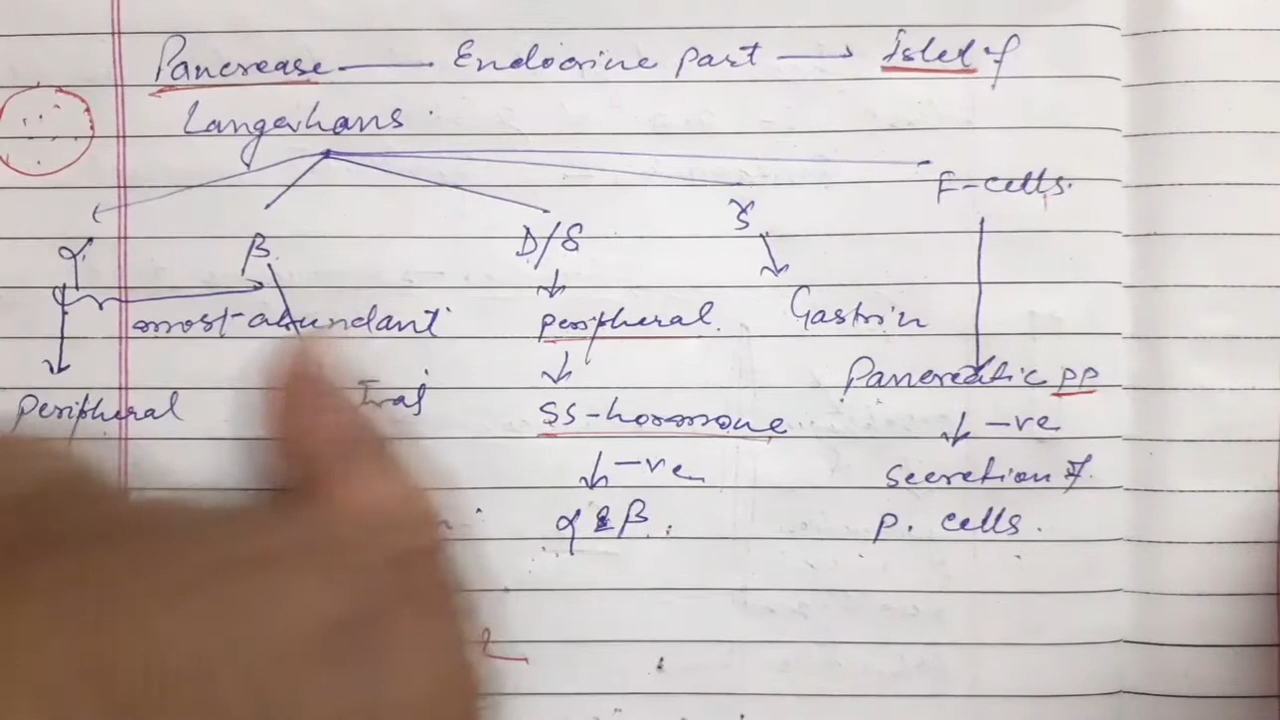 Pancrease — Endocrine part → Islet of
Langerhans
F-cells.
α β D/δ
most-abundant peripheral. Gastrin
Pancreatic PP
peripheral SS-hormone -ve
-ve secretion of
α & β. P. cells.